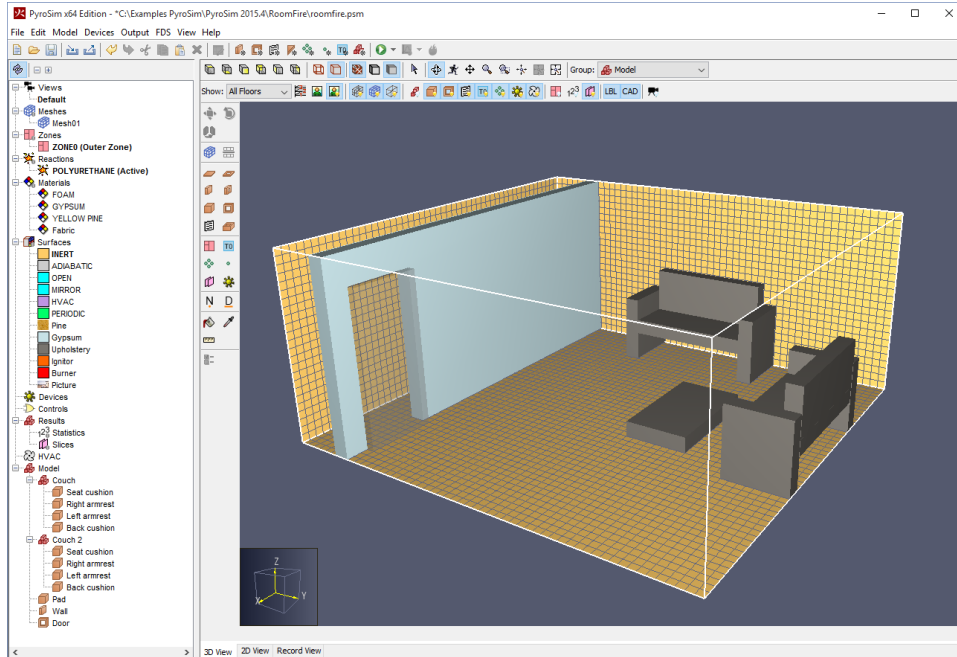 PyroSim x64 Edition - *C:\Examples PyroSim\PyroSim 2015.4\RoomFire\roomfire.psm
File Edit Model Devices Output FDS View Help
Group: Model
Show: All Floors
LBL CAD
Views
Default
Meshes
Mesh01
Zones
ZONE0 (Outer Zone)
Reactions
POLYURETHANE (Active)
Materials
FOAM
GYPSUM
YELLOW PINE
Fabric
Surfaces
INERT
ADIABATIC
OPEN
MIRROR
HVAC
PERIODIC
Pine
Gypsum
Upholstery
Ignitor
Burner
Picture
Devices
Controls
Results
Statistics
Slices
HVAC
Model
Couch
Seat cushion
Right armrest
Left armrest
Back cushion
Couch 2
Seat cushion
Right armrest
Left armrest
Back cushion
Pad
Wall
Door
N D
Z
X Y
3D View 2D View Record View